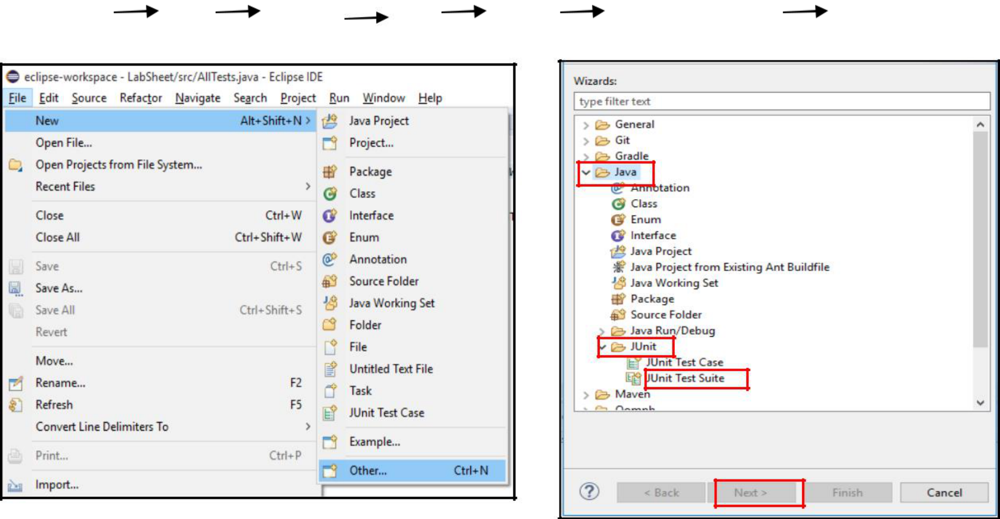 eclipse-workspace - LabSheet/src/AllTests.java - Eclipse IDE
File Edit Source Refactor Navigate Search Project Run Window Help
New Alt+Shift+N >
Open File...
Open Projects from File System...
Recent Files >
Close Ctrl+W
Close All Ctrl+Shift+W
Save Ctrl+S
Save As...
Save All Ctrl+Shift+S
Revert
Move...
Rename... F2
Refresh F5
Convert Line Delimiters To >
Print... Ctrl+P
Import...
Java Project
Project...
Package
Class
Interface
Enum
Annotation
Source Folder
Java Working Set
Folder
File
Untitled Text File
Task
JUnit Test Case
Example...
Other... Ctrl+N
Wizards:
type filter text
General
Git
Gradle
Java
Annotation
Class
Enum
Interface
Java Project
Java Project from Existing Ant Buildfile
Java Working Set
Package
Source Folder
Java Run/Debug
JUnit
JUnit Test Case
JUnit Test Suite
Maven
Oomph
< Back Next > Finish Cancel